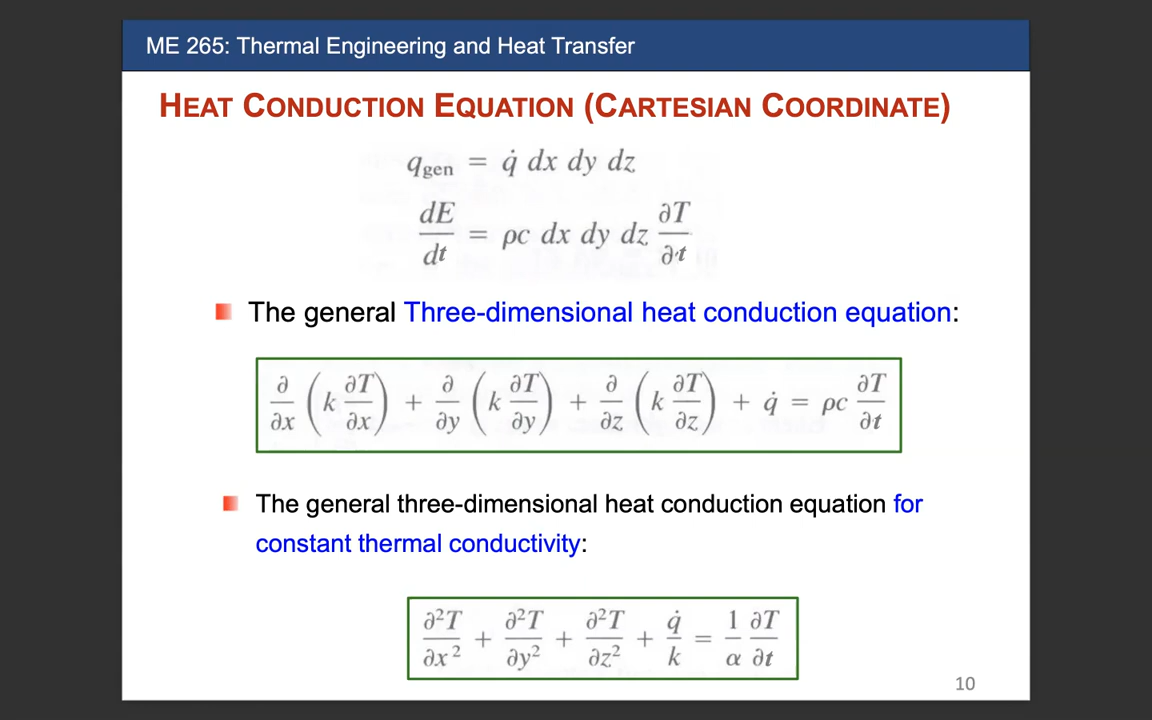 ME 265: Thermal Engineering and Heat Transfer
HEAT CONDUCTION EQUATION (CARTESIAN COORDINATE)
q_gen = q̇ dx dy dz
dE/dt = ρc dx dy dz ∂T/∂t
The general Three-dimensional heat conduction equation:
∂/∂x (k ∂T/∂x) + ∂/∂y (k ∂T/∂y) + ∂/∂z (k ∂T/∂z) + q̇ = ρc ∂T/∂t
The general three-dimensional heat conduction equation for
constant thermal conductivity:
∂²T/∂x² + ∂²T/∂y² + ∂²T/∂z² + q̇/k = 1/α ∂T/∂t
10